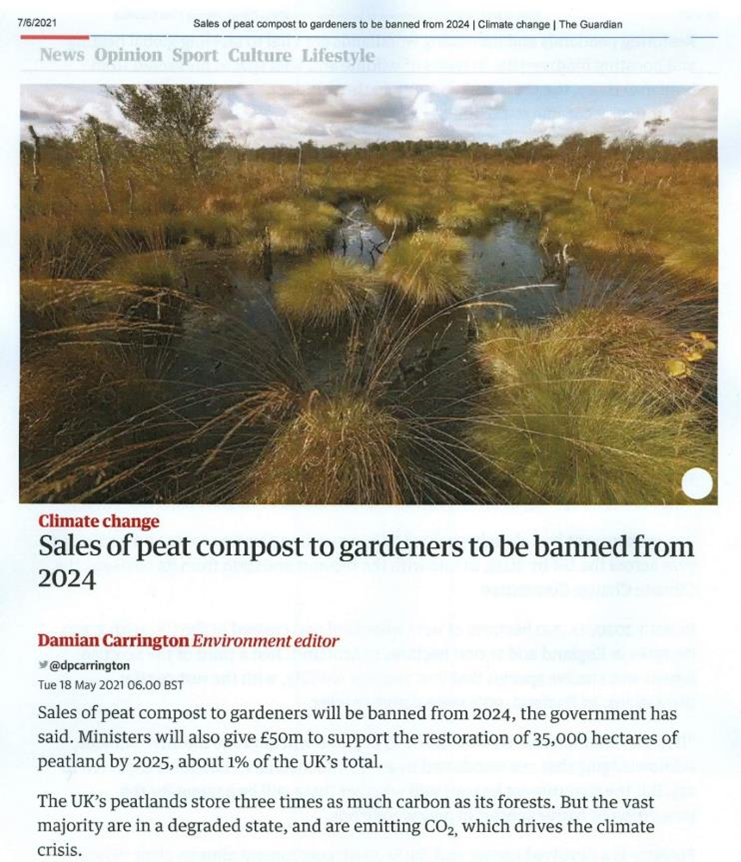 7/6/2021
Sales of peat compost to gardeners to be banned from 2024 | Climate change | The Guardian
News Opinion Sport Culture Lifestyle
Climate change
Sales of peat compost to gardeners to be banned from
2024
Damian Carrington Environment editor
@dpcarrington
Tue 18 May 2021 06.00 BST
Sales of peat compost to gardeners will be banned from 2024, the government has
said. Ministers will also give £50m to support the restoration of 35,000 hectares of
peatland by 2025, about 1% of the UK's total.
The UK's peatlands store three times as much carbon as its forests. But the vast
majority are in a degraded state, and are emitting CO₂, which drives the climate
crisis.